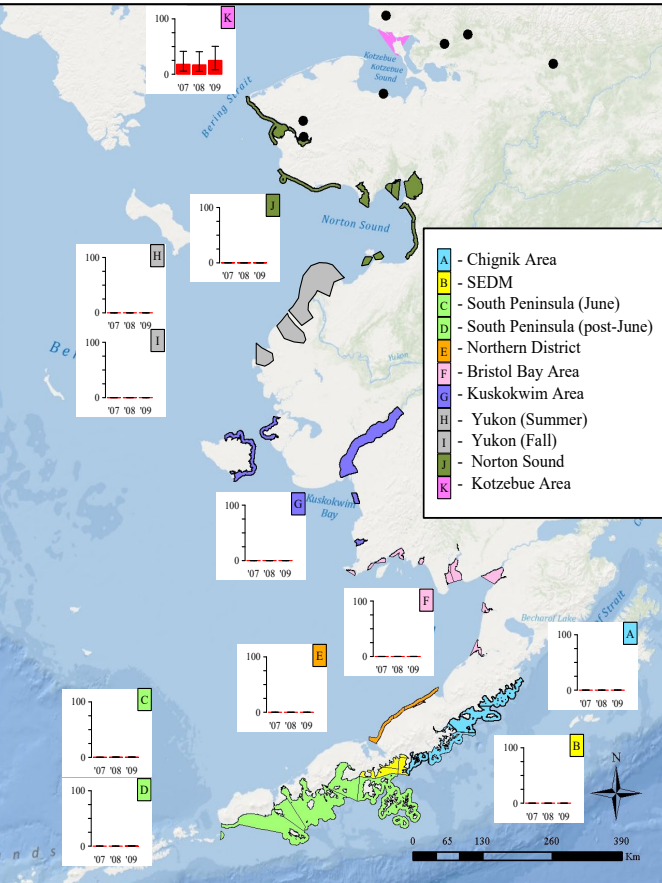 100
K
0
'07 '08 '09
Kotzebue
Kotzebue
Sound
Bering Strait
100
J
0
'07 '08 '09
Norton Sound
100
H
0
'07 '08 '09
100
I
0
'07 '08 '09
Yukon
A - Chignik Area
B - SEDM
C - South Peninsula (June)
D - South Peninsula (post-June)
E - Northern District
F - Bristol Bay Area
G - Kuskokwim Area
H - Yukon (Summer)
I - Yukon (Fall)
J - Norton Sound
K - Kotzebue Area
100
G
0
'07 '08 '09
Kuskokwim
Bay
100
F
0
'07 '08 '09
Becharof Lake
Strait
100
A
0
'07 '08 '09
100
E
0
'07 '08 '09
100
C
0
'07 '08 '09
100
B
0
'07 '08 '09
100
D
0
'07 '08 '09
N
0 65 130 260 390
Km